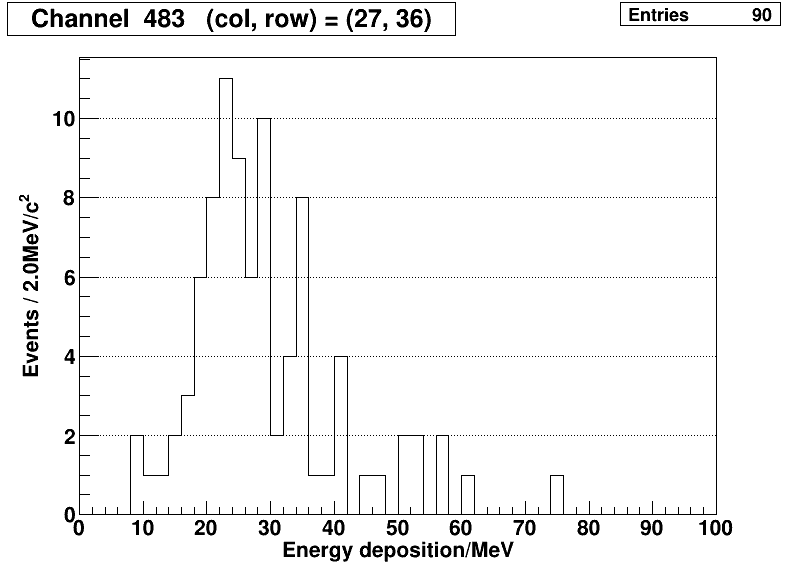 Channel 483 (col, row) = (27, 36)
Entries 90
Events / 2.0MeV/c²
10
8
6
4
2
0
0 10 20 30 40 50 60 70 80 90 100
Energy deposition/MeV